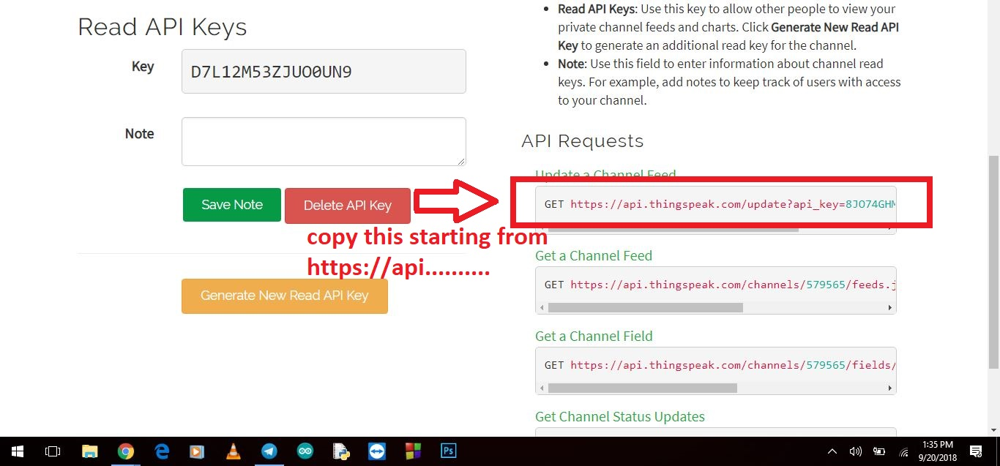 Read API Keys
Key
D7L12M53ZJUO0UN9
Note
Save Note
Delete API Key
copy this starting from
https://api..........
Generate New Read API Key
• Read API Keys: Use this key to allow other people to view your
private channel feeds and charts. Click Generate New Read API
Key to generate an additional read key for the channel.
• Note: Use this field to enter information about channel read
keys. For example, add notes to keep track of users with access
to your channel.
API Requests
Update a Channel Feed
GET https://api.thingspeak.com/update?api_key=8JO74GHM
Get a Channel Feed
GET https://api.thingspeak.com/channels/579565/feeds.j
Get a Channel Field
GET https://api.thingspeak.com/channels/579565/fields/
Get Channel Status Updates
Ps
1:35 PM
9/20/2018